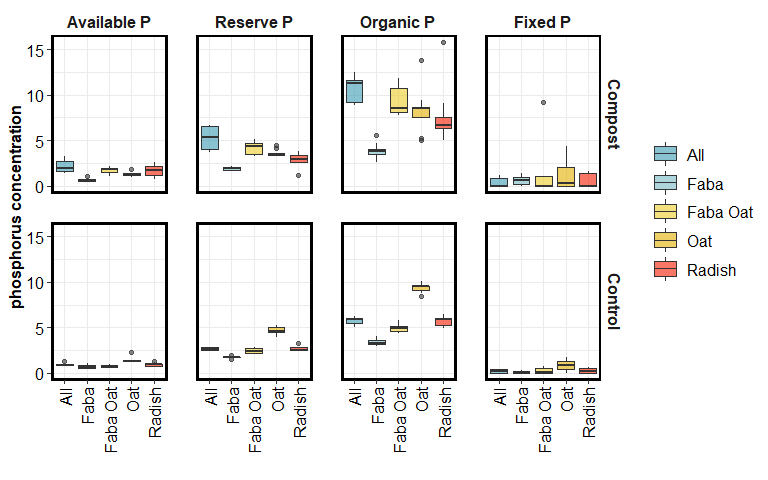 Available P Reserve P Organic P Fixed P
phosphorus concentration
15
10
5
0
Compost
15
10
5
0
Control
All Faba Faba Oat Oat Radish All Faba Faba Oat Oat Radish All Faba Faba Oat Oat Radish All Faba Faba Oat Oat Radish
All
Faba
Faba Oat
Oat
Radish